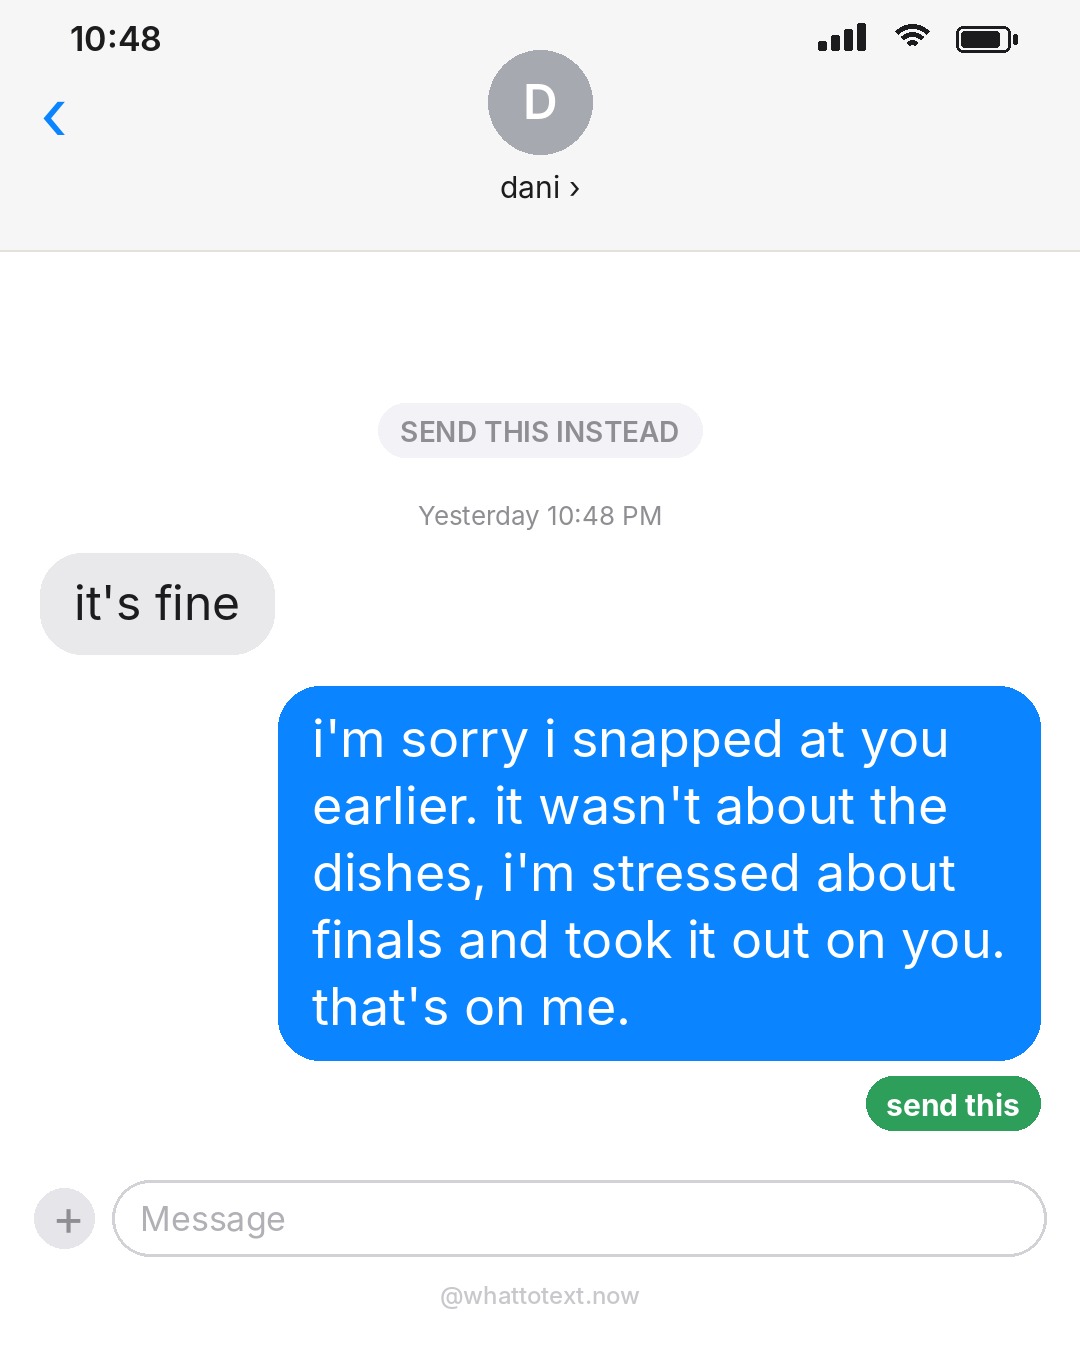 10:48
D
dani ›
SEND THIS INSTEAD
Yesterday 10:48 PM
it's fine
i'm sorry i snapped at you
earlier. it wasn't about the
dishes, i'm stressed about
finals and took it out on you.
that's on me.
send this
+ Message
@whattotext.now